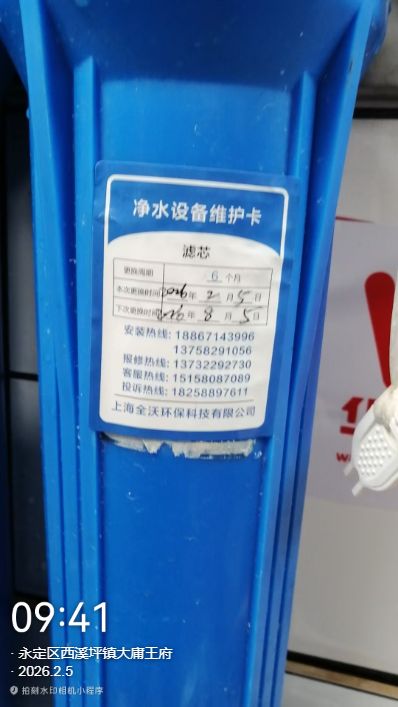 净水设备维护卡
滤芯
更换周期 6 个月
本次更换时间 2026 年 2 月 5 日
下次更换时间 2026 年 8 月 5 日
安装热线: 18867143996
13758291056
报修热线: 13732292730
客服热线: 15158087089
投诉热线: 18258897611
上海全沃环保科技有限公司
09:41
· 永定区西溪坪镇大庸王府
· 2026.2.5
拍刻水印相机小程序